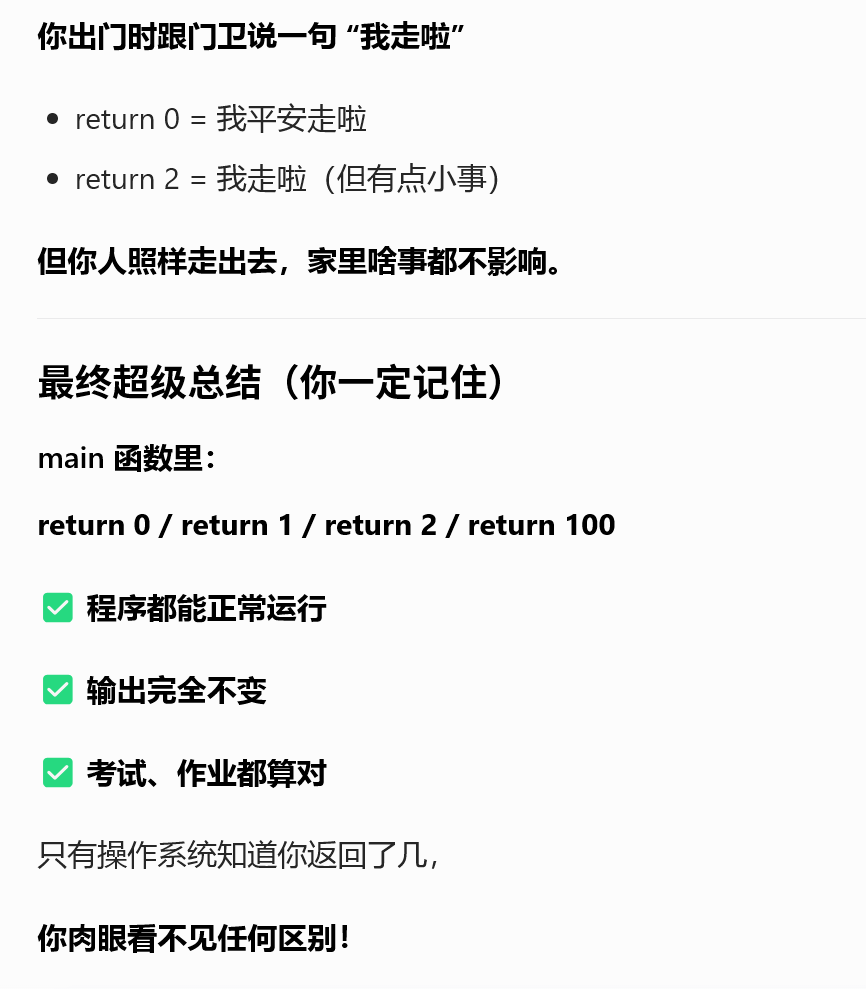 你出门时跟门卫说一句 “我走啦”
return 0 = 我平安走啦
return 2 = 我走啦（但有点小事）
但你人照样走出去，家里啥事都不影响。
最终超级总结（你一定记住）
main 函数里：
return 0 / return 1 / return 2 / return 100
程序都能正常运行
输出完全不变
考试、作业都算对
只有操作系统知道你返回了几，
你肉眼看不见任何区别！